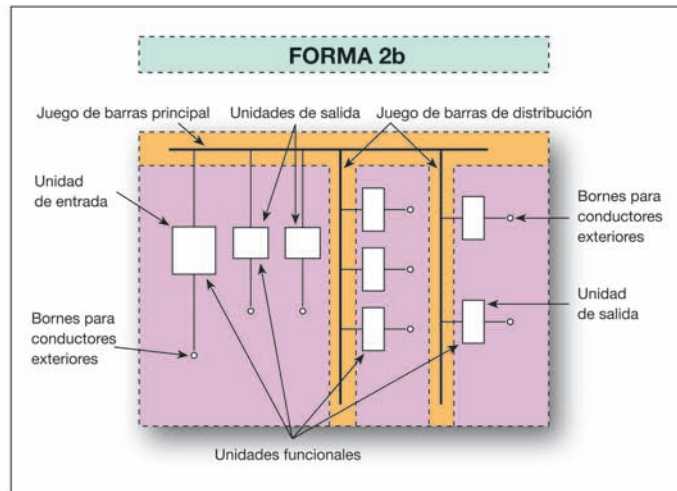 FORMA 2b
Juego de barras principal
Unidades de salida
Juego de barras de distribución
Unidad
de entrada
Bornes para
conductores
exteriores
Bornes para
conductores
exteriores
Unidad
de salida
Unidades funcionales